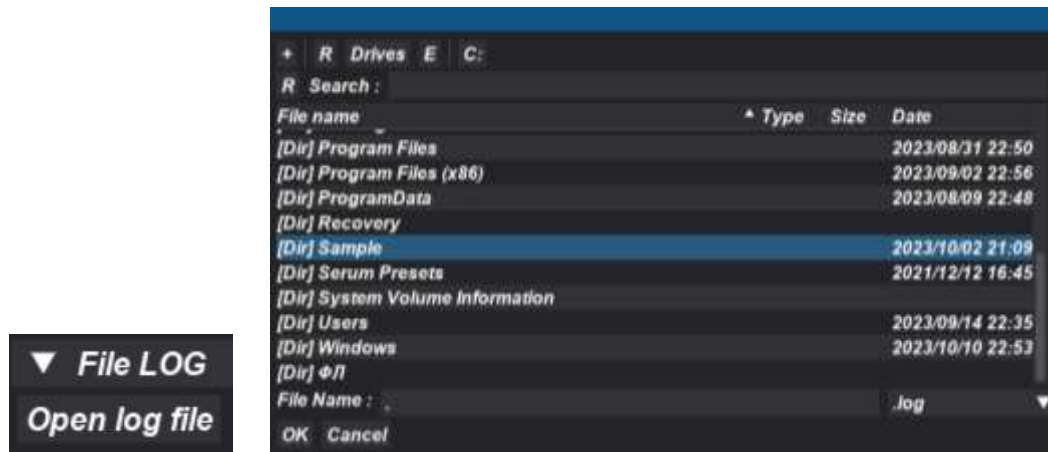 File LOG
Open log file
+ R Drives E C:
R Search :
File name Type Size Date
[Dir] Program Files 2023/08/31 22:50
[Dir] Program Files (x86) 2023/09/02 22:56
[Dir] ProgramData 2023/08/09 22:48
[Dir] Recovery
[Dir] Sample 2023/10/02 21:09
[Dir] Serum Presets 2021/12/12 16:45
[Dir] System Volume Information
[Dir] Users 2023/09/14 22:35
[Dir] Windows 2023/10/10 22:53
[Dir] ФЛ
File Name : . .log
OK Cancel